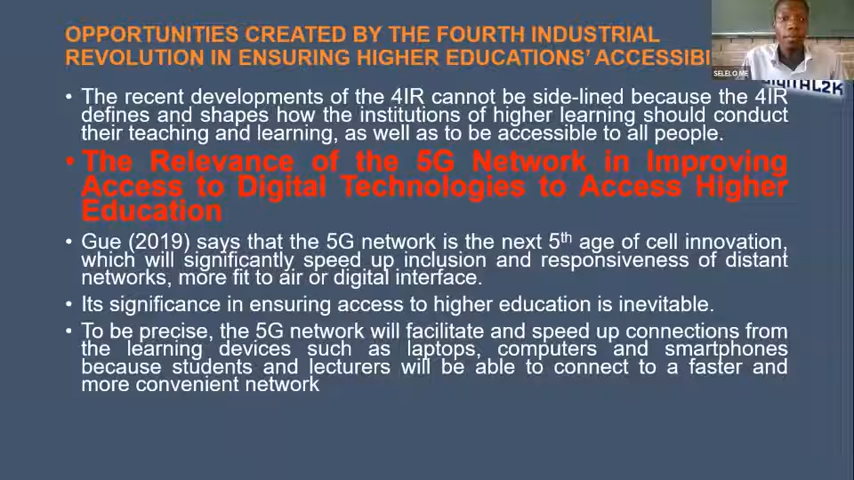 OPPORTUNITIES CREATED BY THE FOURTH INDUSTRIAL
REVOLUTION IN ENSURING HIGHER EDUCATIONS’ ACCESSIBI
SELELO ME
DIGITAL2K
• The recent developments of the 4IR cannot be side-lined because the 4IR
defines and shapes how the institutions of higher learning should conduct
their teaching and learning, as well as to be accessible to all people.
• The Relevance of the 5G Network in Improving
Access to Digital Technologies to Access Higher
Education
• Gue (2019) says that the 5G network is the next 5th age of cell innovation,
which will significantly speed up inclusion and responsiveness of distant
networks, more fit to air or digital interface.
• Its significance in ensuring access to higher education is inevitable.
• To be precise, the 5G network will facilitate and speed up connections from
the learning devices such as laptops, computers and smartphones
because students and lecturers will be able to connect to a faster and
more convenient network